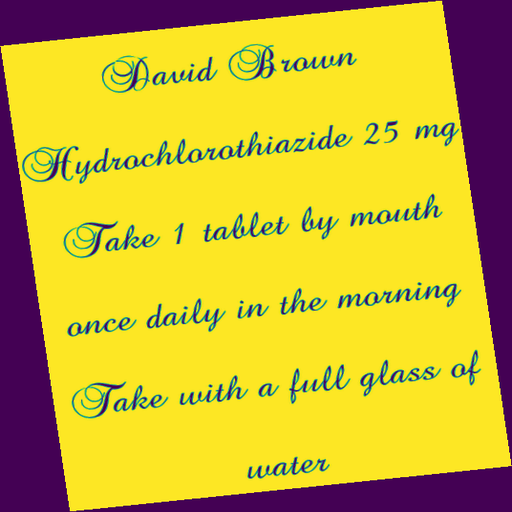 David Brown
Hydrochlorothiazide 25 mg
Take 1 tablet by mouth
once daily in the morning
Take with a full glass of
water